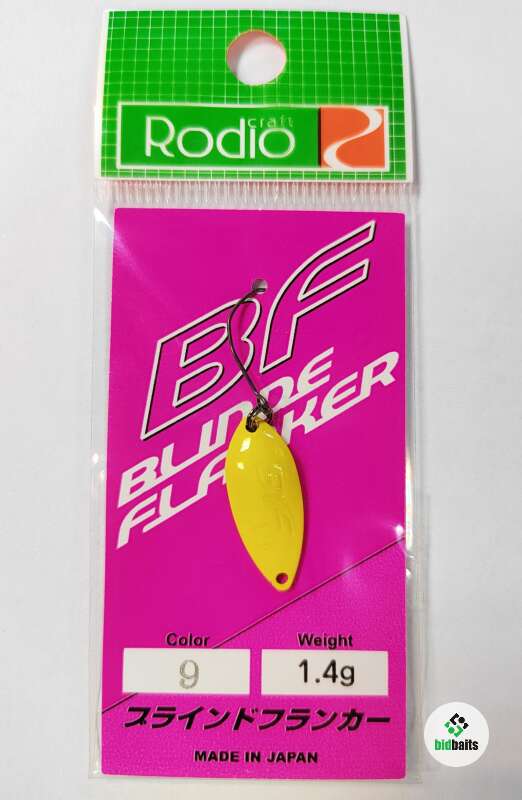 craft
Rodio
BF
BLINDE
FLANKER
BF
Color
Weight
9
1.4g
ブラインドフランカー
MADE IN JAPAN
bidbaits